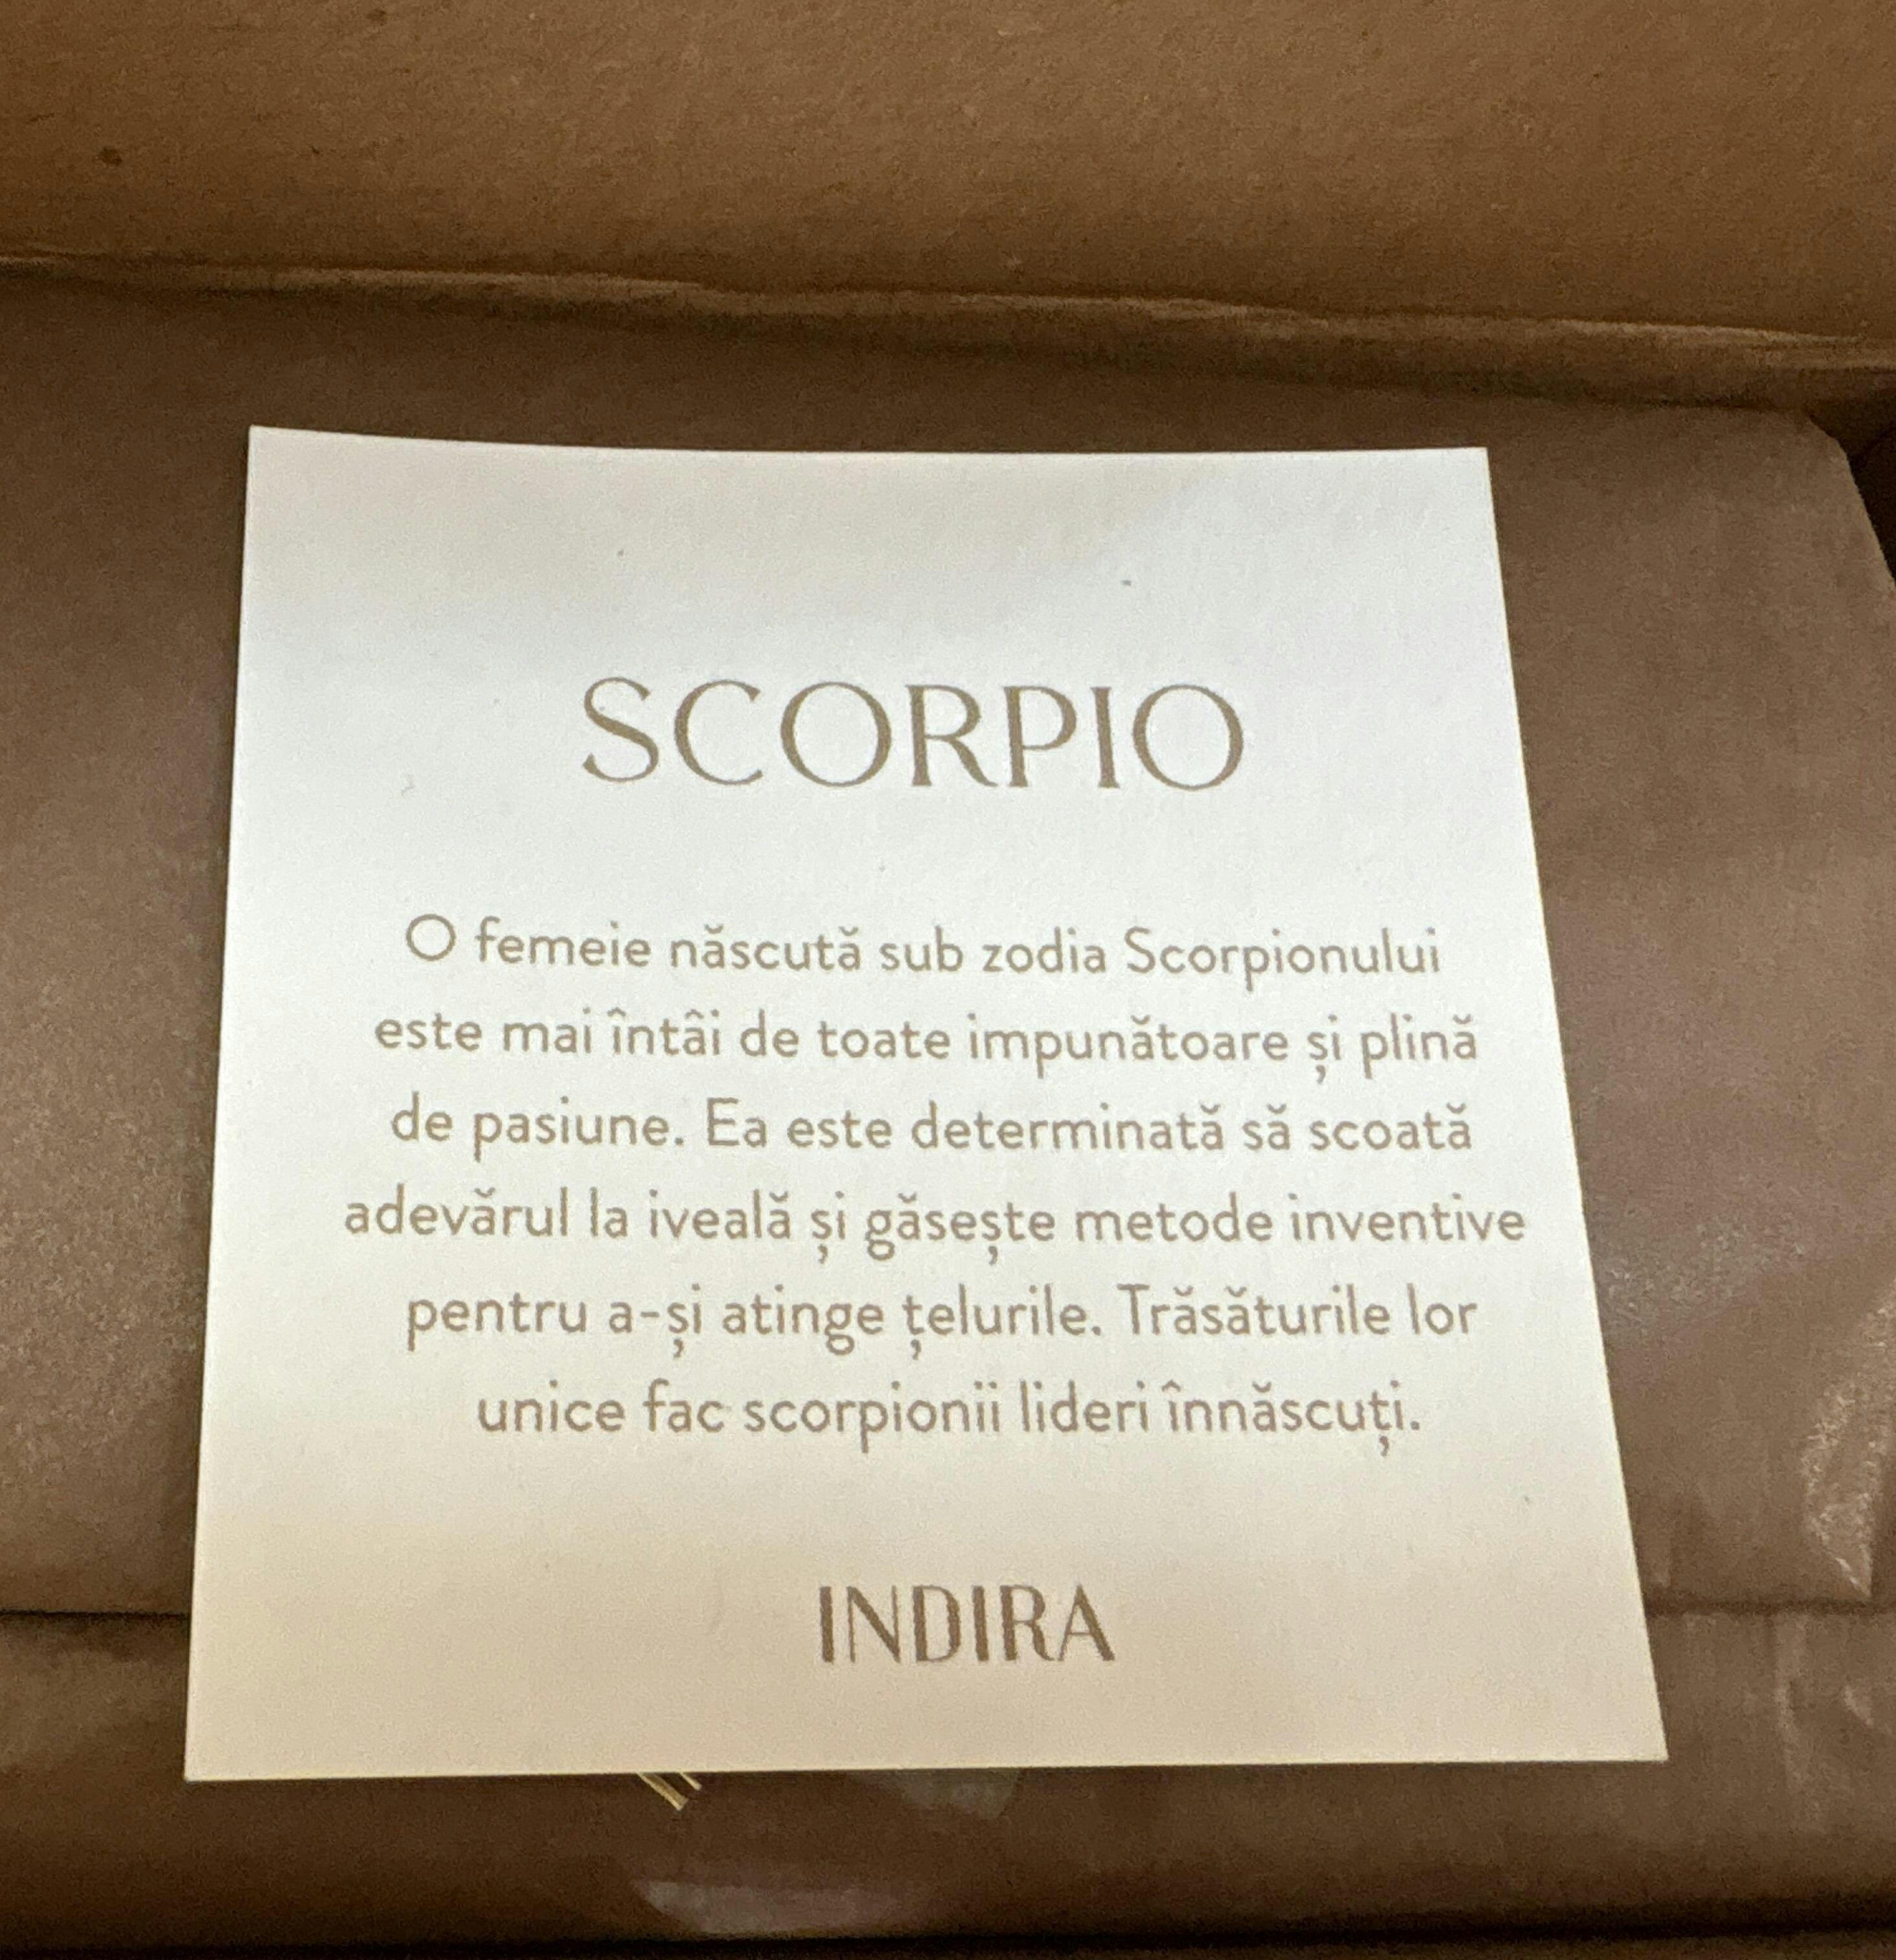 SCORPIO
O femeie născută sub zodia Scorpionului
este mai întâi de toate impunătoare și plină
de pasiune. Ea este determinată să scoată
adevărul la iveală și găsește metode inventive
pentru a-și atinge țelurile. Trăsăturile lor
unice fac scorpionii lideri înnăscuți.
INDIRA